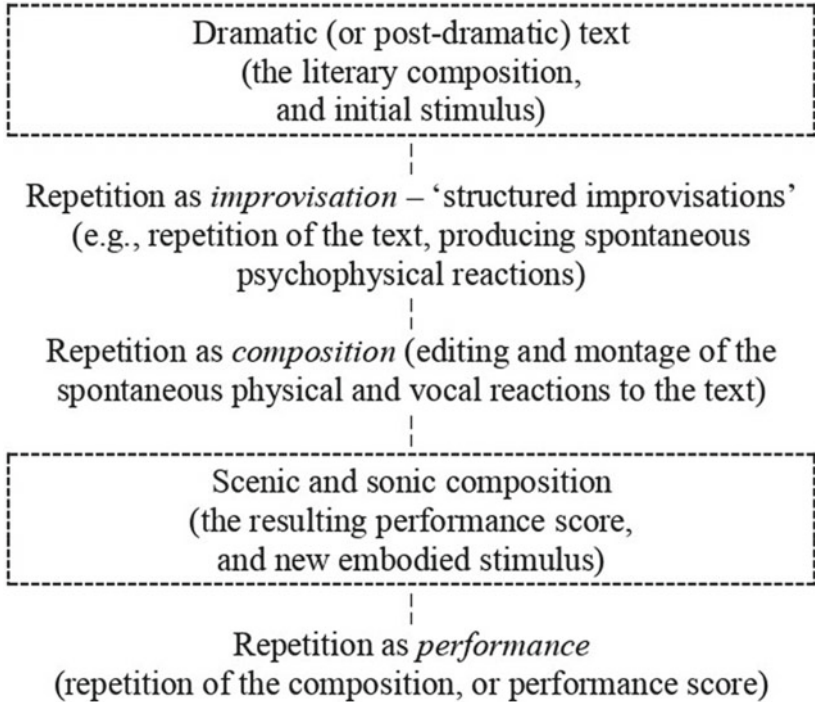 Dramatic (or post-dramatic) text
(the literary composition,
and initial stimulus)
Repetition as improvisation – ‘structured improvisations’
(e.g., repetition of the text, producing spontaneous
psychophysical reactions)
Repetition as composition (editing and montage of the
spontaneous physical and vocal reactions to the text)
Scenic and sonic composition
(the resulting performance score,
and new embodied stimulus)
Repetition as performance
(repetition of the composition, or performance score)